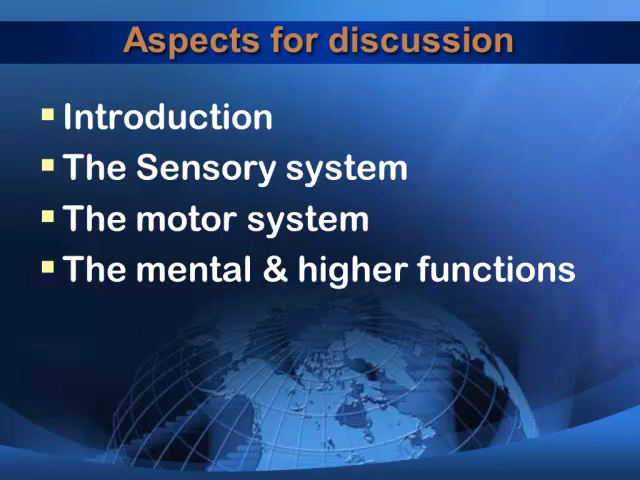 Aspects for discussion
Introduction
The Sensory system
The motor system
The mental & higher functions